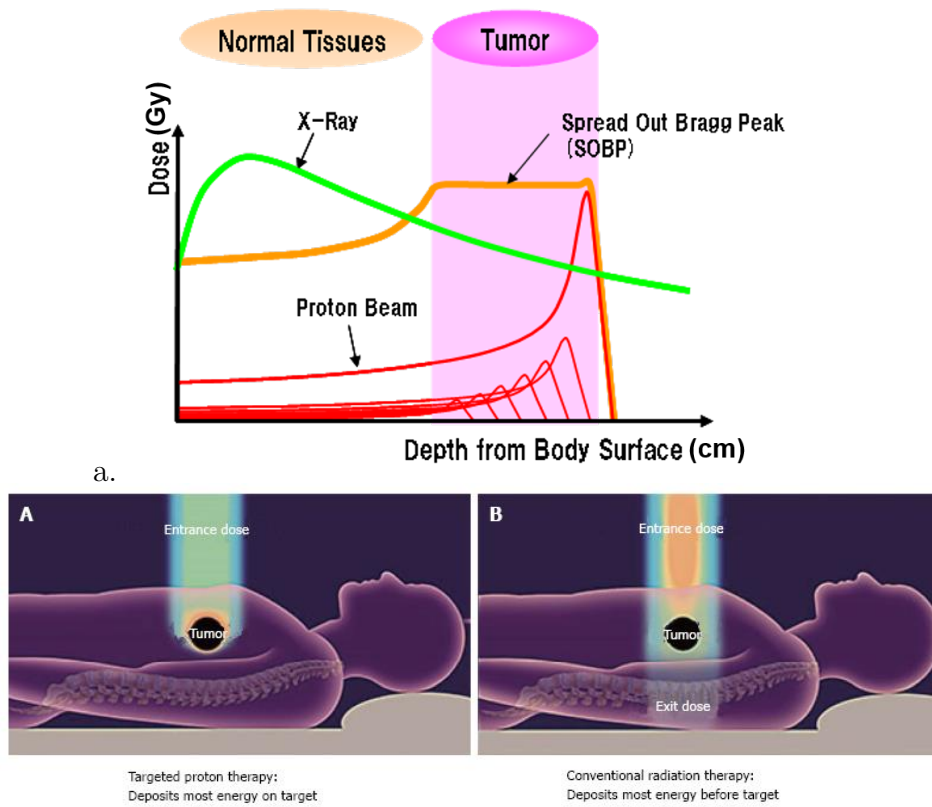 Normal Tissues
Tumor
Dose (Gy)
X-Ray
Spread Out Bragg Peak
(SOBP)
Proton Beam
Depth from Body Surface (cm)
a.
A
Entrance dose
Tumor
B
Entrance dose
Tumor
Exit dose
Targeted proton therapy:
Deposits most energy on target
Conventional radiation therapy:
Deposits most energy before target